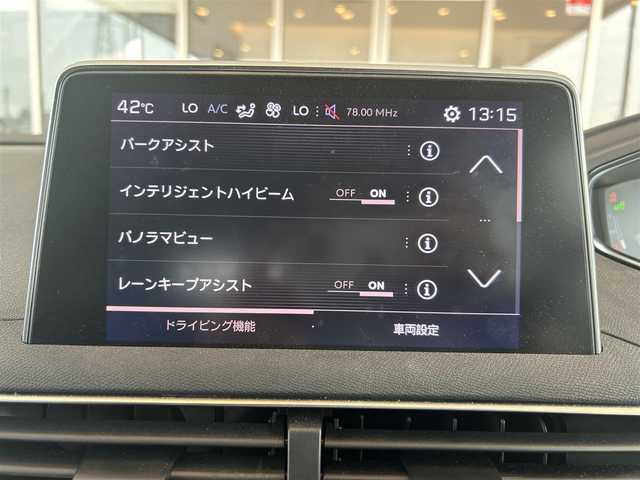 42℃ LO A/C LO 78.00 MHz 13:15
パークアシスト
インテリジェントハイビーム OFF ON
パノラマビュー
レーンキープアシスト OFF ON
ドライビング機能 車両設定